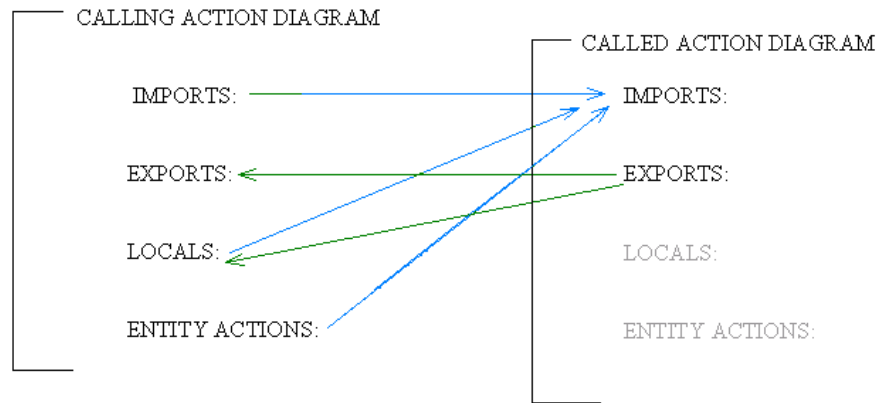 CALLING ACTION DIAGRAM
CALLED ACTION DIAGRAM
IMPORTS:
IMPORTS:
EXPORTS:
EXPORTS:
LOCALS:
LOCALS:
ENTITY ACTIONS:
ENTITY ACTIONS: